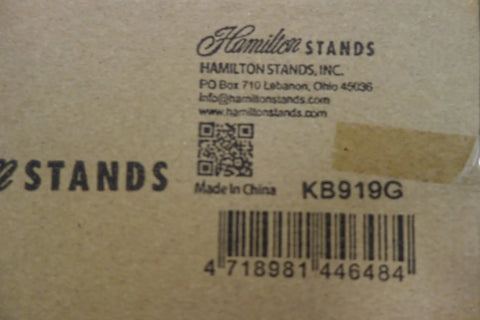 Hamilton STANDS
HAMILTON STANDS, INC.
PO Box 710 Lebanon, Ohio 45036
info@hamiltonstands.com
www.hamiltonstands.com
n STANDS
Made In China KB919G
4 718981 446484